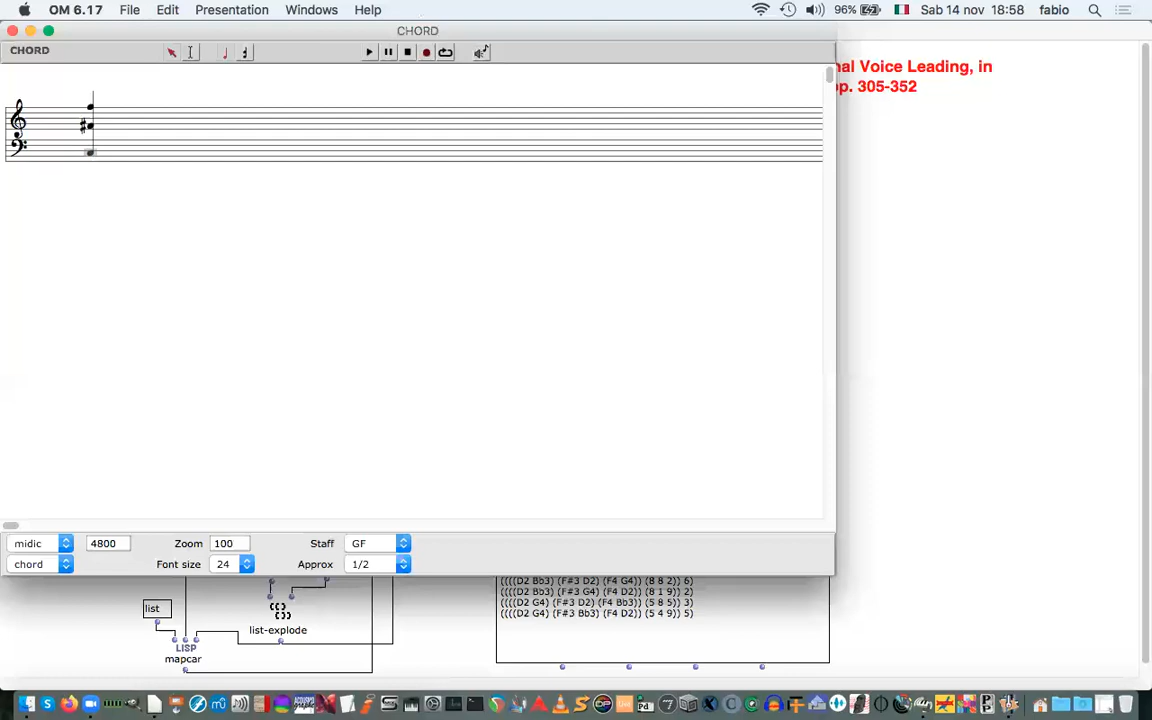 OM 6.17 File Edit Presentation Windows Help 96% Sab 14 nov 18:58 fabio
CHORD
CHORD
nal Voice Leading, in
pp. 305-352
midic 4800 Zoom 100 Staff GF
chord Font size 24 Approx 1/2
((((D2 Bb3) (F#3 D2) (F4 G4)) (8 8 2)) 6)
((((D2 Bb3) (F#3 G4) (F4 D2)) (8 1 9)) 2)
((((D2 G4) (F#3 D2) (F4 Bb3)) (5 8 5)) 3)
((((D2 G4) (F#3 Bb3) (F4 D2)) (5 4 9)) 5)
list
list-explode
LISP
mapcar